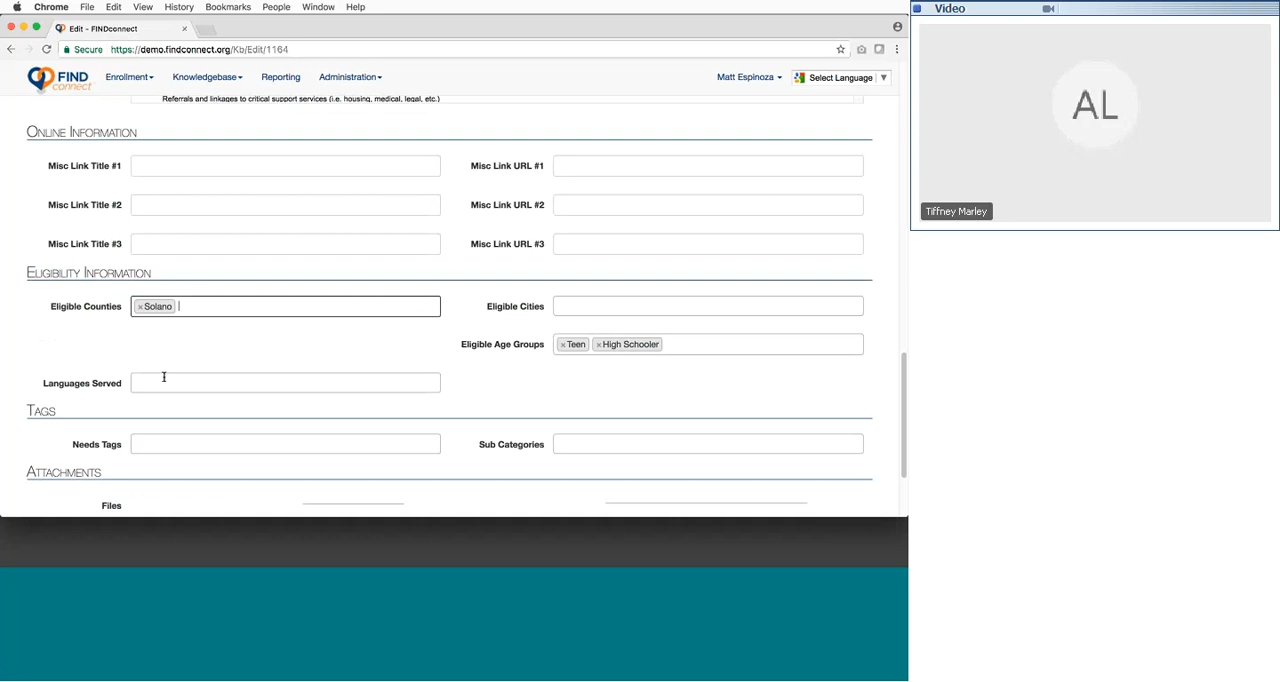 Chrome File Edit View History Bookmarks People Window Help
Video
Edit - FINDconnect ×
Secure https://demo.findconnect.org/Kb/Edit/1164
FIND connect Enrollment Knowledgebase Reporting Administration Matt Espinoza Select Language
Referrals and linkages to critical support services (i.e. housing, medical, legal, etc.)
AL
Tiffney Marley
Online Information
Misc Link Title #1 Misc Link URL #1
Misc Link Title #2 Misc Link URL #2
Misc Link Title #3 Misc Link URL #3
Eligibility Information
Eligible Counties ×Solano Eligible Cities
Eligible Age Groups ×Teen ×High Schooler
Languages Served
Tags
Needs Tags Sub Categories
Attachments
Files